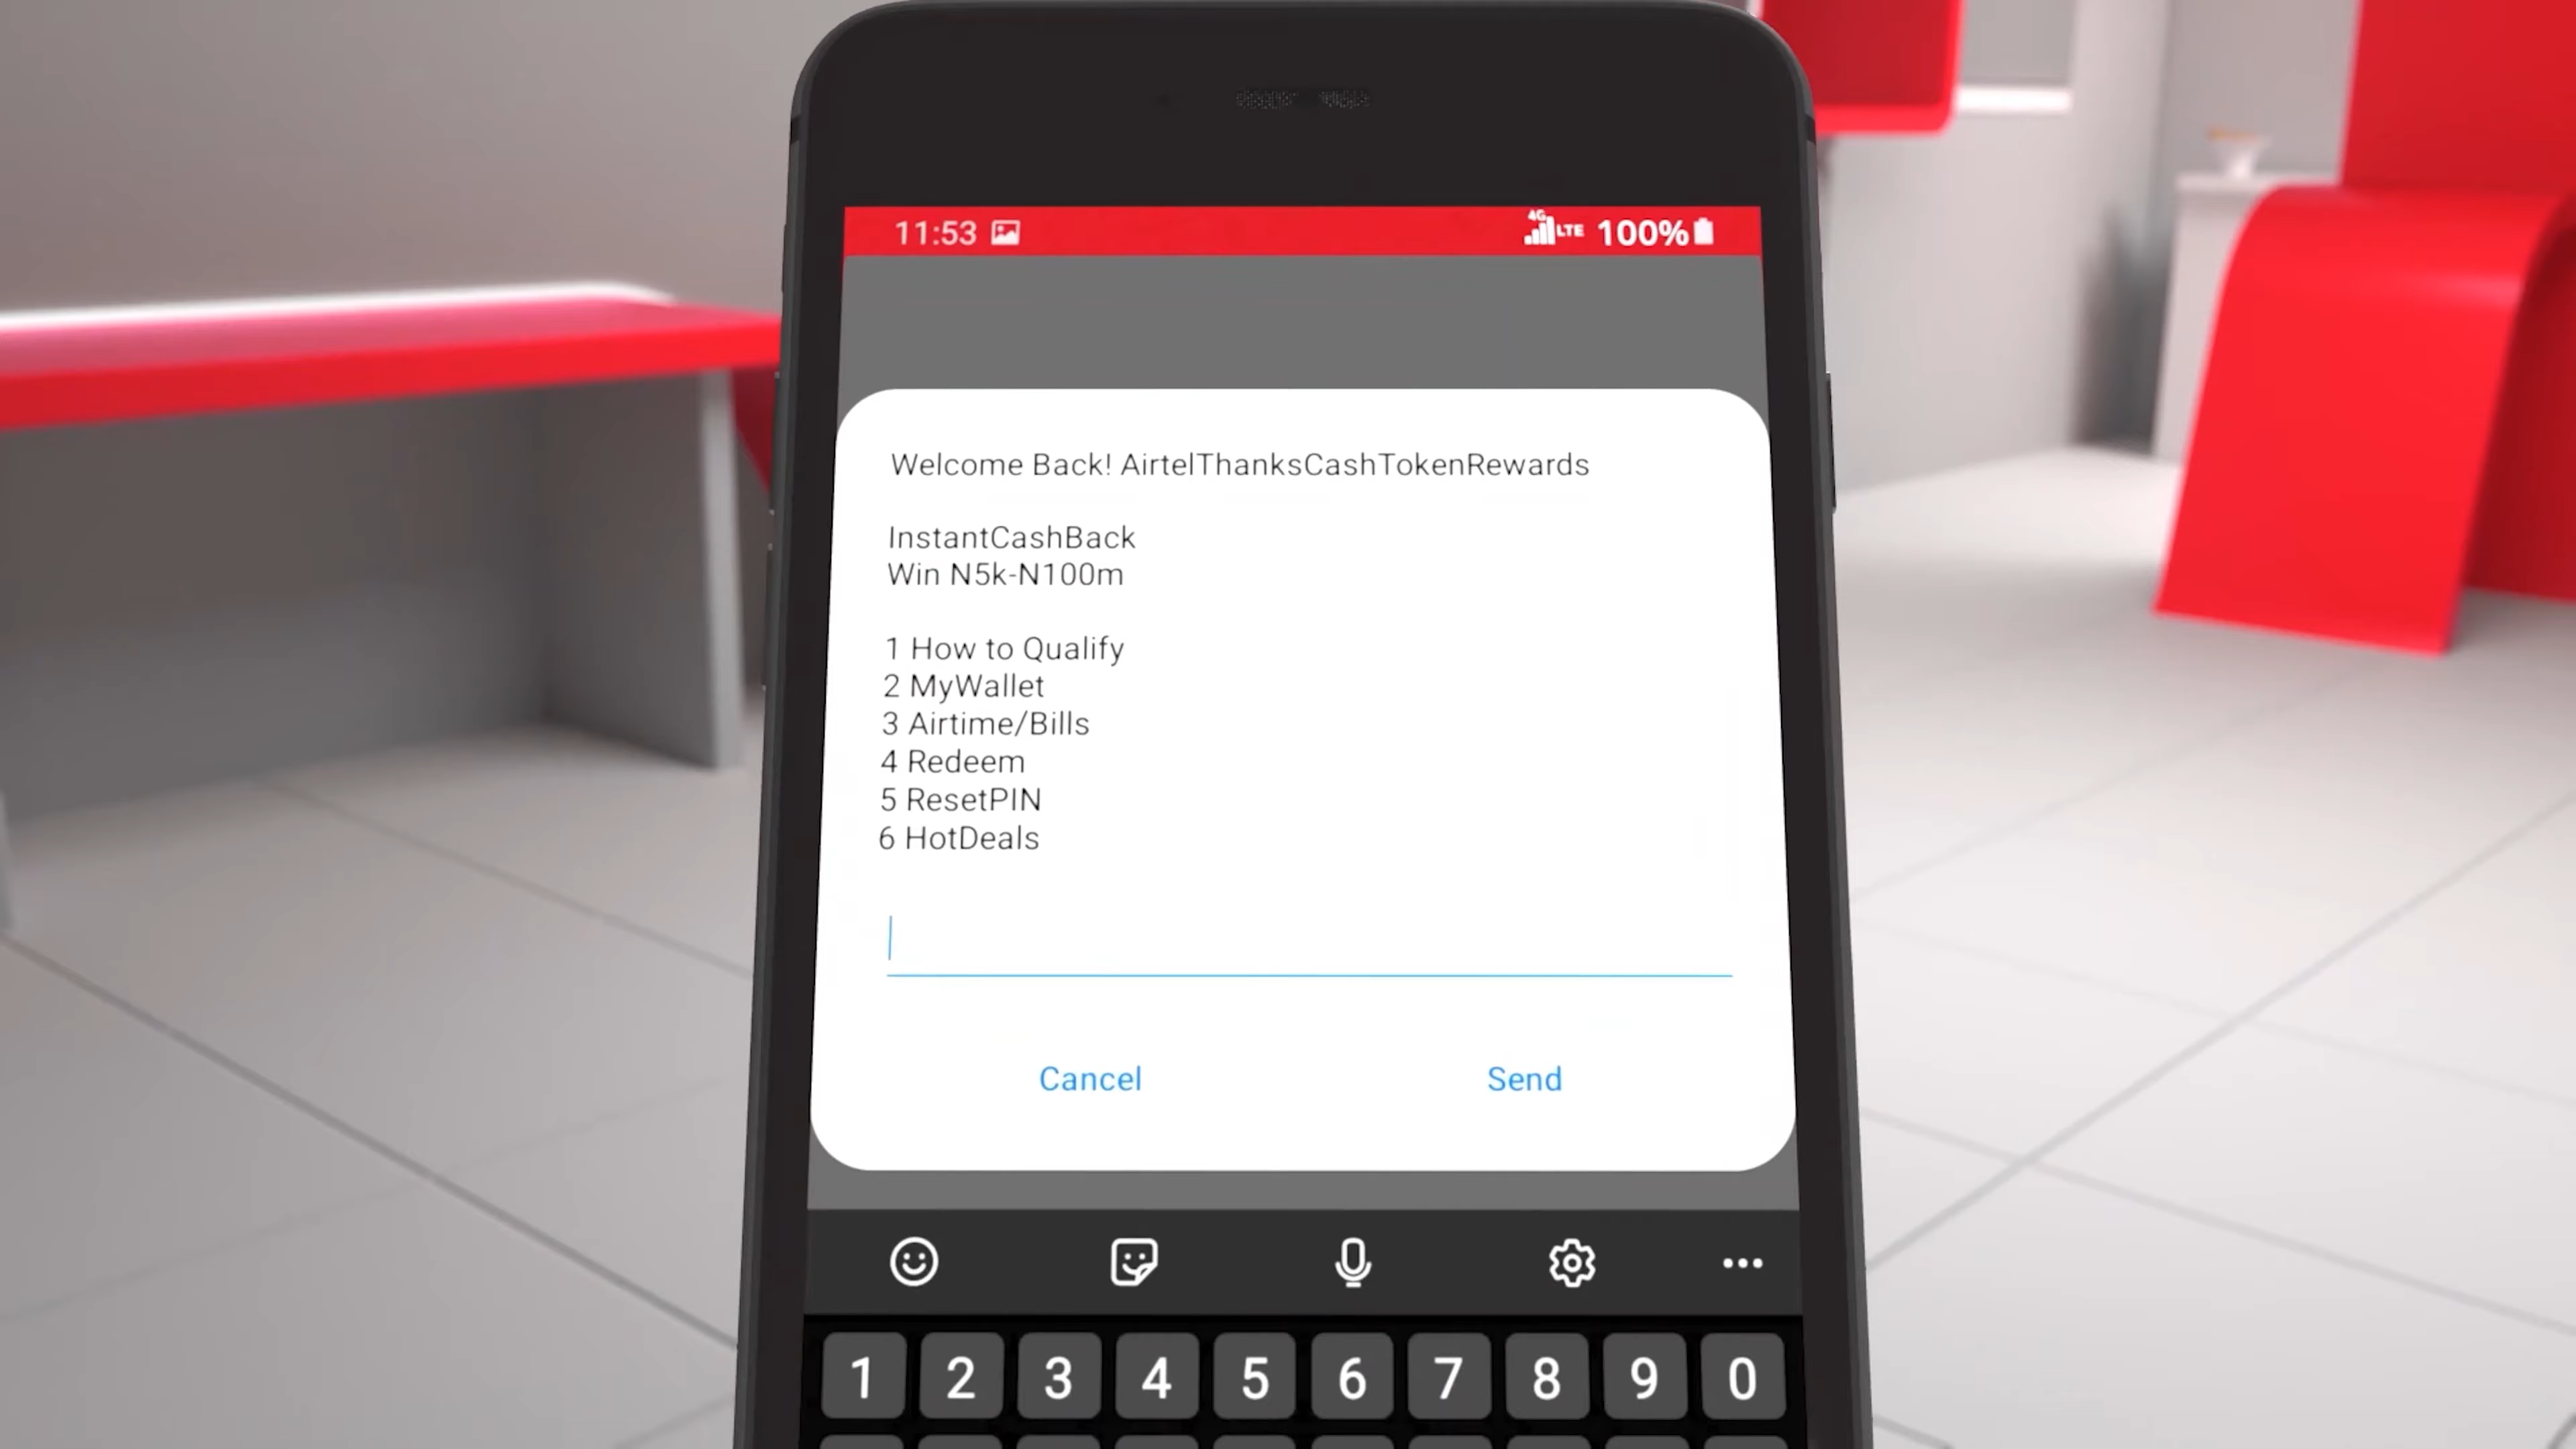 11:53 4G LTE 100%
Welcome Back! AirtelThanksCashTokenRewards
InstantCashBack
Win N5k-N100m
1 How to Qualify
2 MyWallet
3 Airtime/Bills
4 Redeem
5 ResetPIN
6 HotDeals
Cancel Send
1 2 3 4 5 6 7 8 9 0